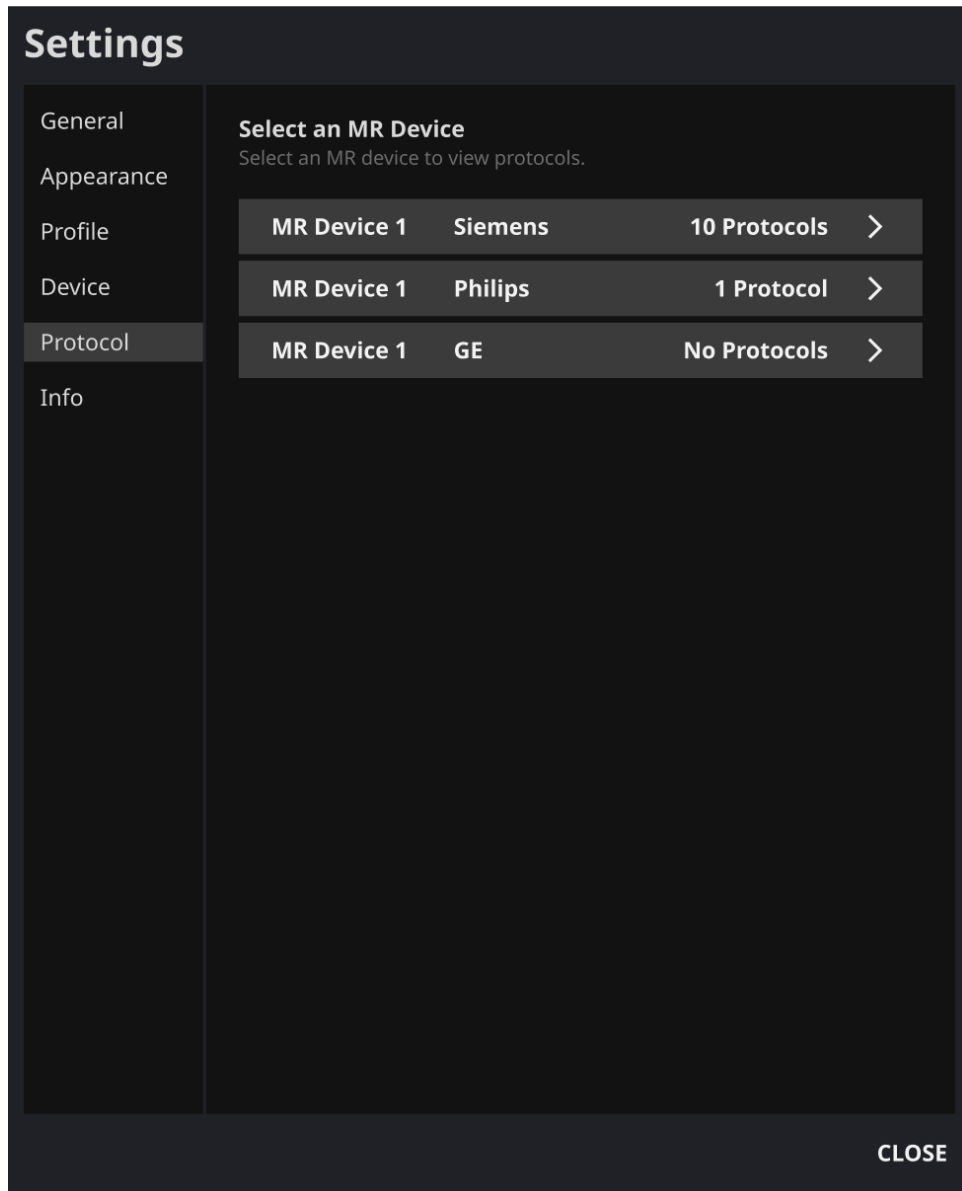 Settings
General
Appearance
Profile
Device
Protocol
Info
Select an MR Device
Select an MR device to view protocols.
MR Device 1 Siemens 10 Protocols
MR Device 1 Philips 1 Protocol
MR Device 1 GE No Protocols
CLOSE